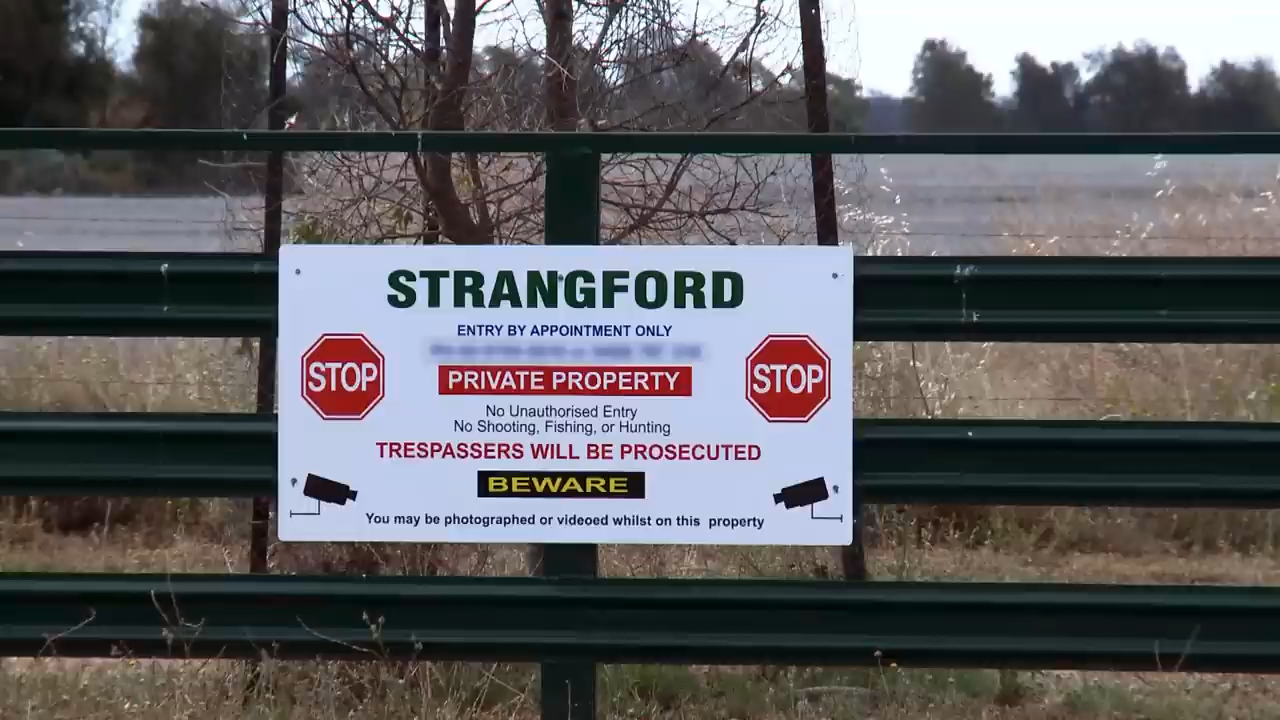 STRANGFORD
ENTRY BY APPOINTMENT ONLY
STOP
PRIVATE PROPERTY
STOP
No Unauthorised Entry
No Shooting, Fishing, or Hunting
TRESPASSERS WILL BE PROSECUTED
BEWARE
You may be photographed or videoed whilst on this property